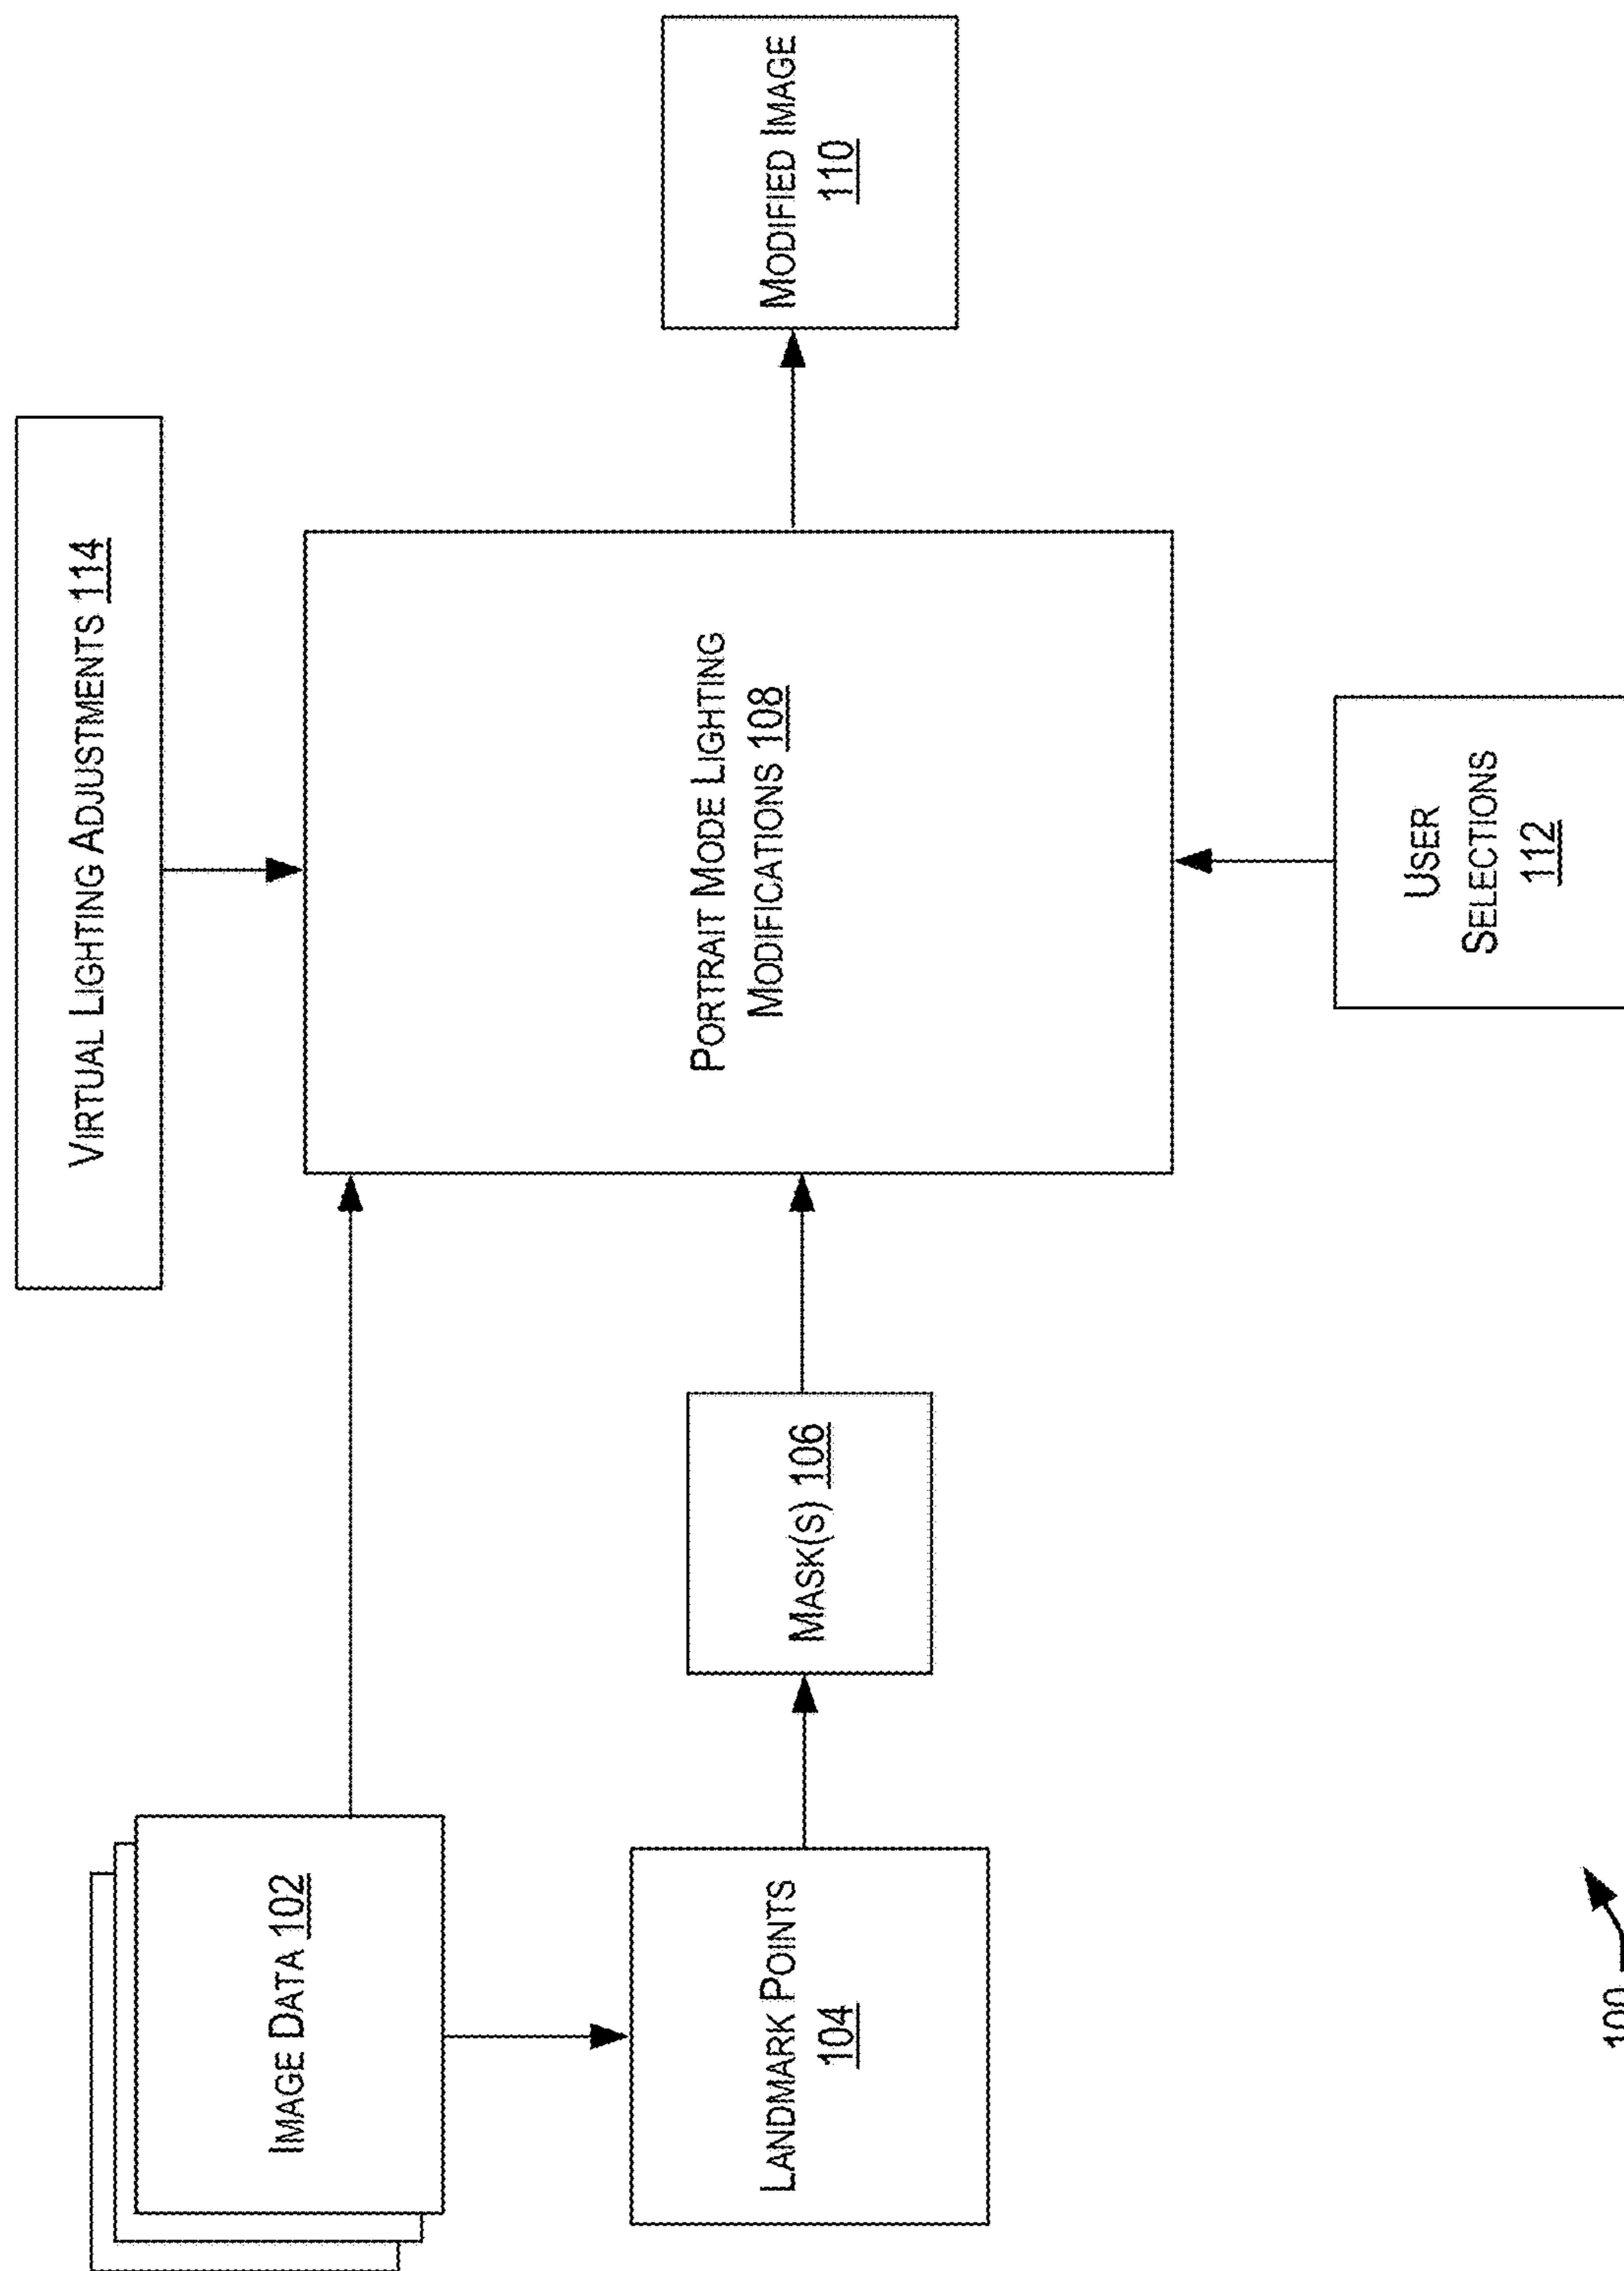 VIRTUAL LIGHTING ADJUSTMENTS 114
IMAGE DATA 102
LANDMARK POINTS
104
MASK(S) 106
PORTRAIT MODE LIGHTING
MODIFICATIONS 108
MODIFIED IMAGE
110
USER
SELECTIONS
112
100